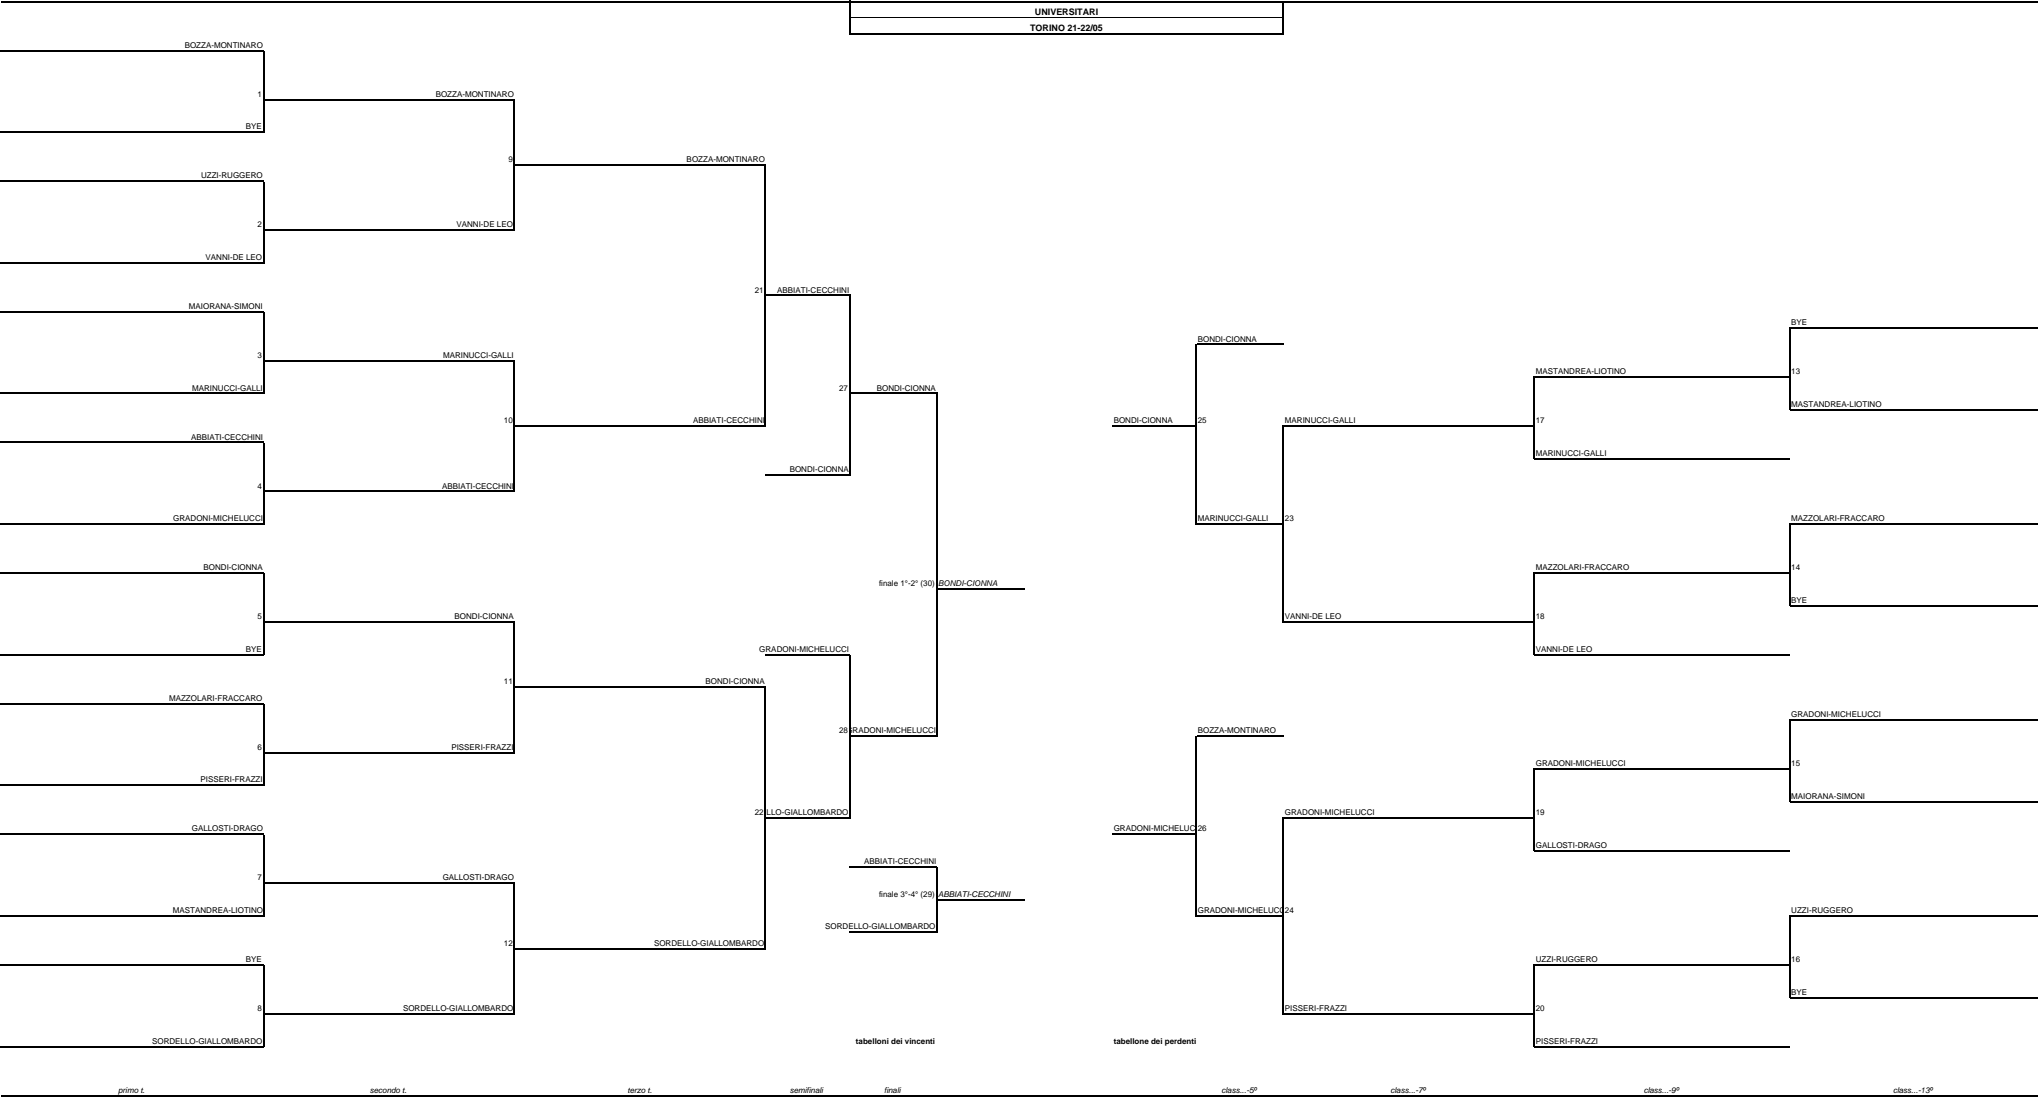 UNIVERSITARI
TORINO 21-22/05
BOZZA-MONTINARO
1
BYE
UZZI-RUGGERO
2
VANNI-DE LEO
MAIORANA-SIMONI
3
MARINUCCI-GALLI
ABBIATI-CECCHINI
4
GRADONI-MICHELUCCI
BONDI-CIONNA
5
BYE
MAZZOLARI-FRACCARO
6
PISSERI-FRAZZI
GALLOSTI-DRAGO
7
MASTANDREA-LIOTINO
BYE
8
SORDELLO-GIALLOMBARDO
primo t.
BOZZA-MONTINARO
9
VANNI-DE LEO
MARINUCCI-GALLI
10
ABBIATI-CECCHINI
BONDI-CIONNA
11
PISSERI-FRAZZI
GALLOSTI-DRAGO
12
SORDELLO-GIALLOMBARDO
secondo t.
BOZZA-MONTINARO
21
ABBIATI-CECCHINI
BONDI-CIONNA
22
SORDELLO-GIALLOMBARDO
terzo t.
ABBIATI-CECCHINI
27
BONDI-CIONNA
GRADONI-MICHELUCCI
28
LLO-GIALLOMBARDO
semifinali
BONDI-CIONNA
finale 1°-2° (30)
BONDI-CIONNA
RADONI-MICHELUCCI
ABBIATI-CECCHINI
finale 3°-4° (29)
ABBIATI-CECCHINI
SORDELLO-GIALLOMBARDO
tabelloni dei vincenti
finali
BONDI-CIONNA
GRADONI-MICHELUC
tabellone dei perdenti
BONDI-CIONNA
25
MARINUCCI-GALLI
BOZZA-MONTINARO
26
GRADONI-MICHELUC
class...-5º
MARINUCCI-GALLI
23
VANNI-DE LEO
GRADONI-MICHELUCCI
24
PISSERI-FRAZZI
class...-7º
MASTANDREA-LIOTINO
17
MARINUCCI-GALLI
MAZZOLARI-FRACCARO
18
VANNI-DE LEO
GRADONI-MICHELUCCI
19
GALLOSTI-DRAGO
UZZI-RUGGERO
20
PISSERI-FRAZZI
class...-9º
BYE
13
MASTANDREA-LIOTINO
MAZZOLARI-FRACCARO
14
BYE
GRADONI-MICHELUCCI
15
MAIORANA-SIMONI
UZZI-RUGGERO
16
BYE
class...-13º